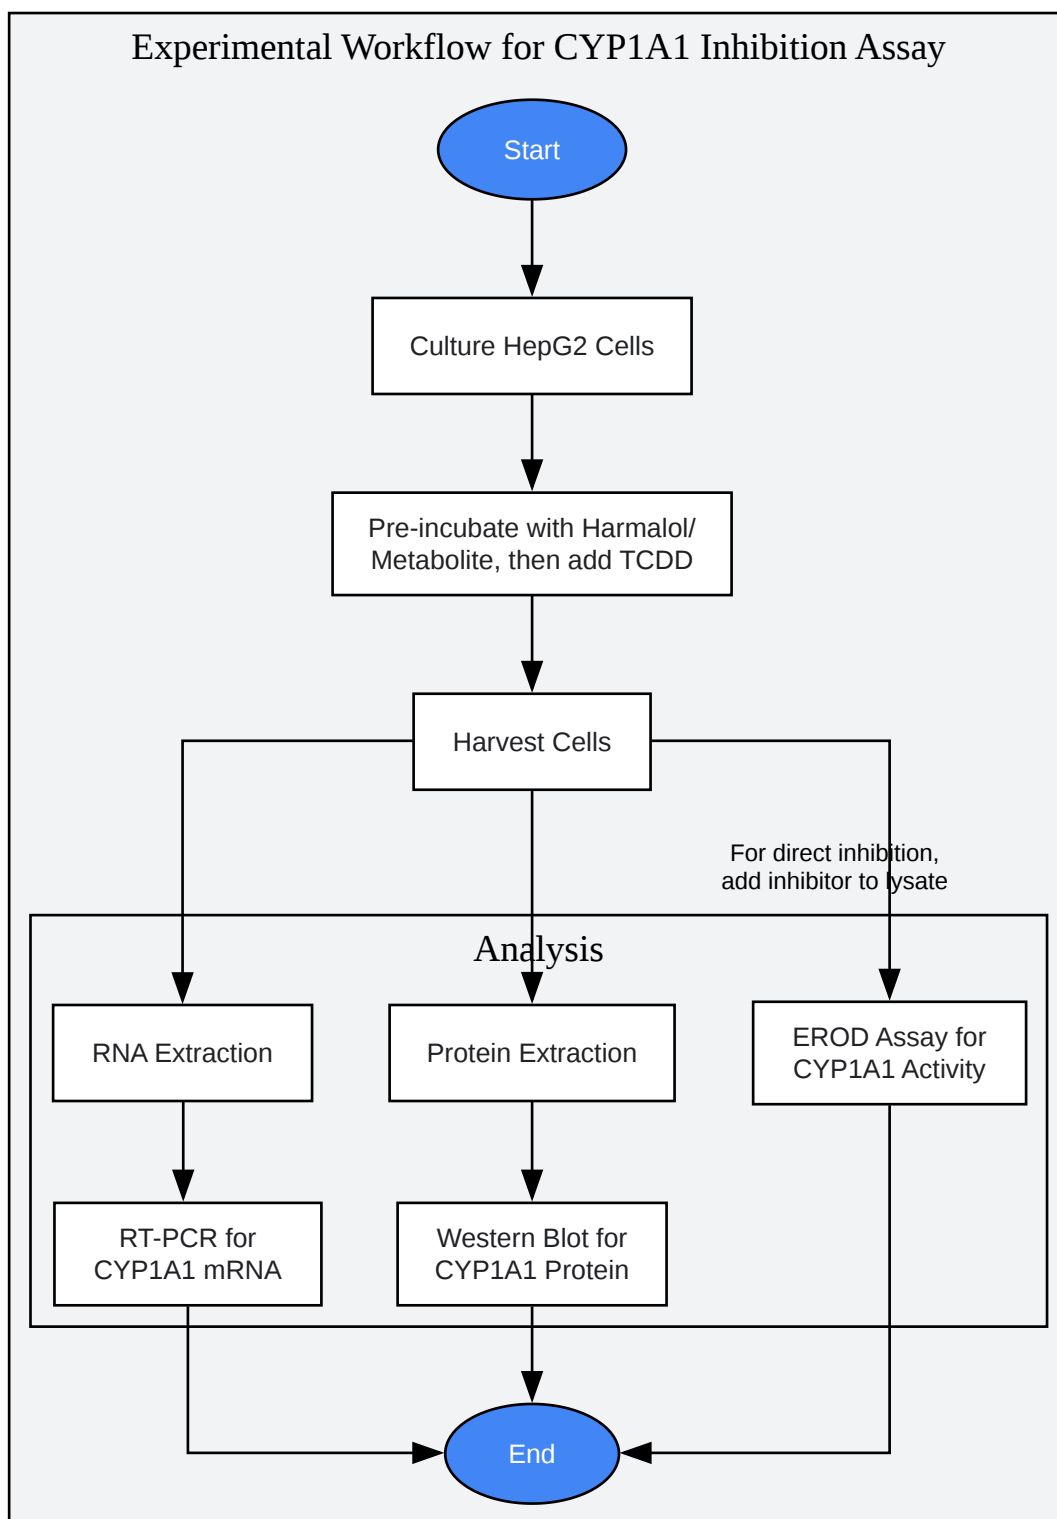 Experimental Workflow for CYP1A1 Inhibition Assay
Start
Culture HepG2 Cells
Pre-incubate with Harmalol/
Metabolite, then add TCDD
Harvest Cells
For direct inhibition,
add inhibitor to lysate
Analysis
RNA Extraction
Protein Extraction
EROD Assay for
CYP1A1 Activity
RT-PCR for
CYP1A1 mRNA
Western Blot for
CYP1A1 Protein
End